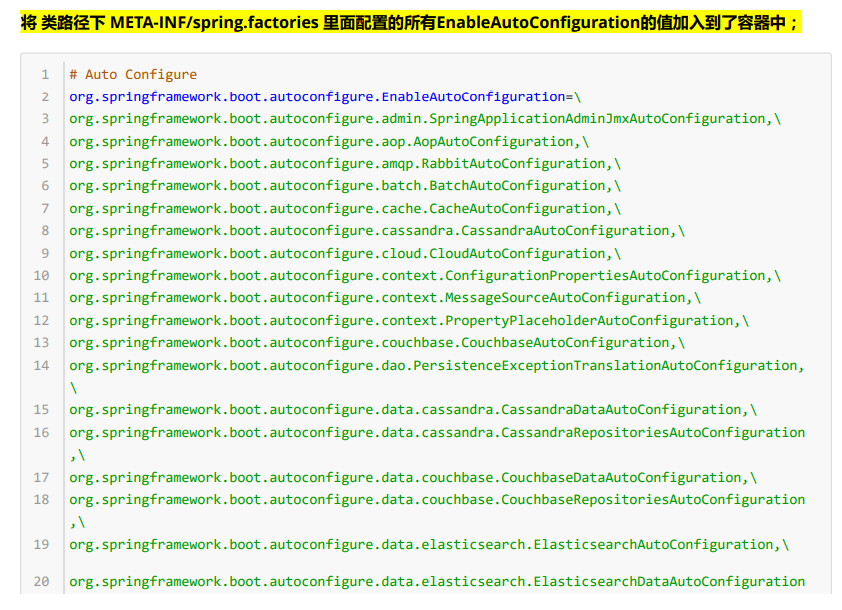 将 类路径下 META-INF/spring.factories 里面配置的所有EnableAutoConfiguration的值加入到了容器中；
1 # Auto Configure
2 org.springframework.boot.autoconfigure.EnableAutoConfiguration=\
3 org.springframework.boot.autoconfigure.admin.SpringApplicationAdminJmxAutoConfiguration,\
4 org.springframework.boot.autoconfigure.aop.AopAutoConfiguration,\
5 org.springframework.boot.autoconfigure.amqp.RabbitAutoConfiguration,\
6 org.springframework.boot.autoconfigure.batch.BatchAutoConfiguration,\
7 org.springframework.boot.autoconfigure.cache.CacheAutoConfiguration,\
8 org.springframework.boot.autoconfigure.cassandra.CassandraAutoConfiguration,\
9 org.springframework.boot.autoconfigure.cloud.CloudAutoConfiguration,\
10 org.springframework.boot.autoconfigure.context.ConfigurationPropertiesAutoConfiguration,\
11 org.springframework.boot.autoconfigure.context.MessageSourceAutoConfiguration,\
12 org.springframework.boot.autoconfigure.context.PropertyPlaceholderAutoConfiguration,\
13 org.springframework.boot.autoconfigure.couchbase.CouchbaseAutoConfiguration,\
14 org.springframework.boot.autoconfigure.dao.PersistenceExceptionTranslationAutoConfiguration,
\
15 org.springframework.boot.autoconfigure.data.cassandra.CassandraDataAutoConfiguration,\
16 org.springframework.boot.autoconfigure.data.cassandra.CassandraRepositoriesAutoConfiguration
,\
17 org.springframework.boot.autoconfigure.data.couchbase.CouchbaseDataAutoConfiguration,\
18 org.springframework.boot.autoconfigure.data.couchbase.CouchbaseRepositoriesAutoConfiguration
,\
19 org.springframework.boot.autoconfigure.data.elasticsearch.ElasticsearchAutoConfiguration,\
20 org.springframework.boot.autoconfigure.data.elasticsearch.ElasticsearchDataAutoConfiguration